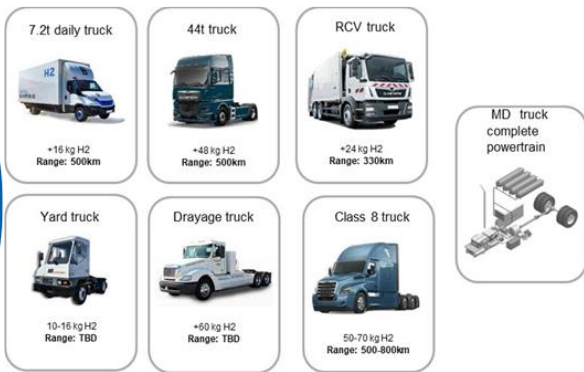 7.2t daily truck
H2
+16 kg H2
Range: 500km
44t truck
+48 kg H2
Range: 500km
RCV truck
+24 kg H2
Range: 330km
MD truck
complete
powertrain
Yard truck
10-16 kg H2
Range: TBD
Drayage truck
+60 kg H2
Range: TBD
Class 8 truck
50-70 kg H2
Range: 500-800km